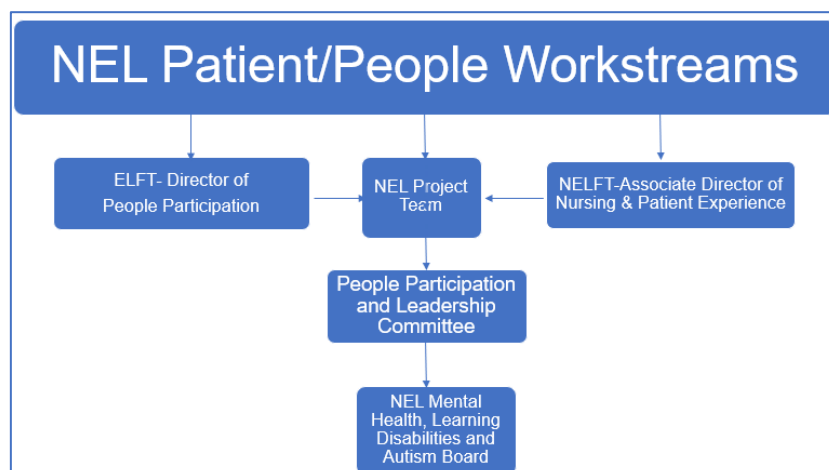 NEL Patient/People Workstreams
ELFT- Director of
People Participation
NEL Project
Team
NELFT-Associate Director of
Nursing & Patient Experience
People Participation
and Leadership
Committee
NEL Mental
Health, Learning
Disabilities and
Autism Board